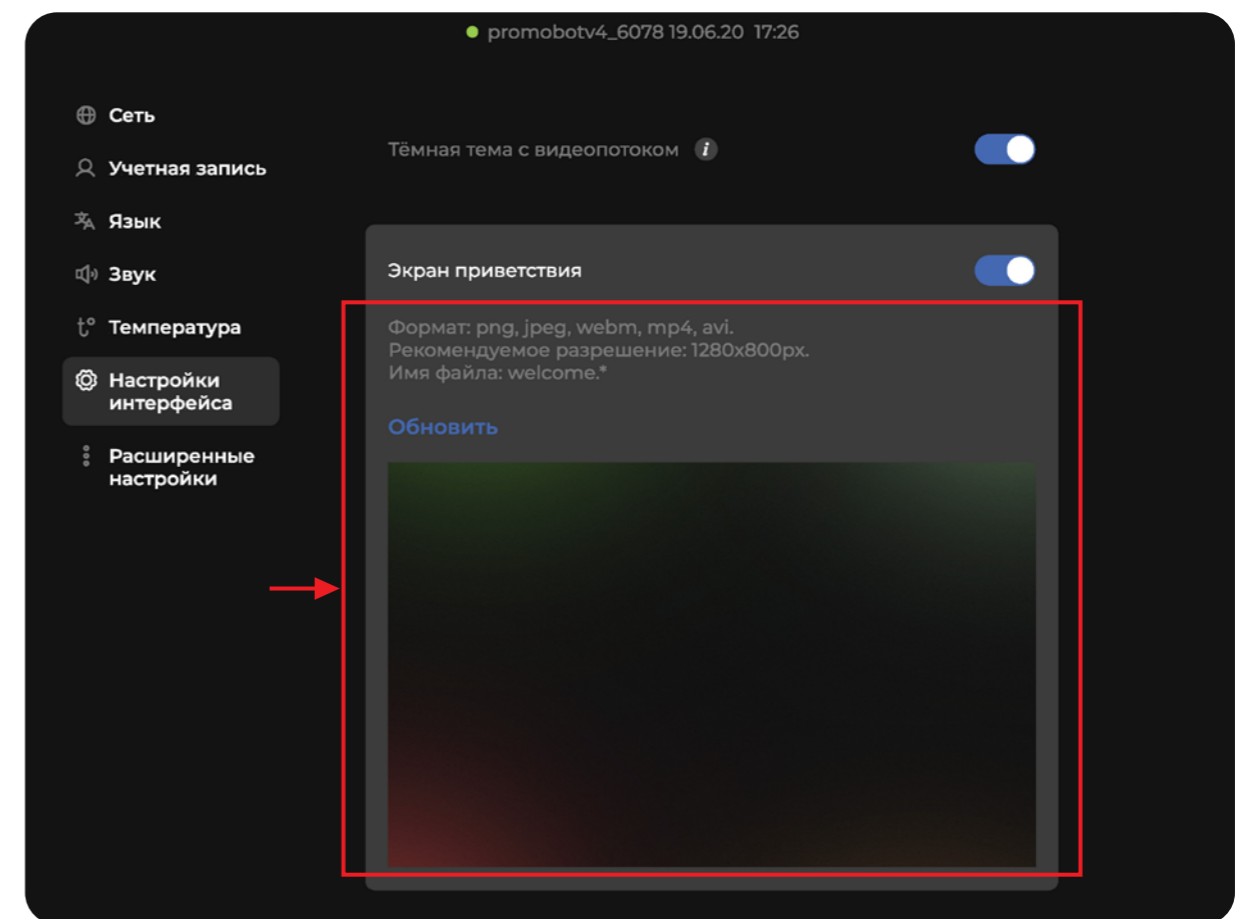 promobotv4_6078 19.06.20 17:26
Сеть
Учетная запись
Язык
Звук
t° Температура
Настройки
интерфейса
Расширенные
настройки
Тёмная тема с видеопотоком i
Экран приветствия
Формат: png, jpeg, webm, mp4, avi.
Рекомендуемое разрешение: 1280x800px.
Имя файла: welcome.*
Обновить